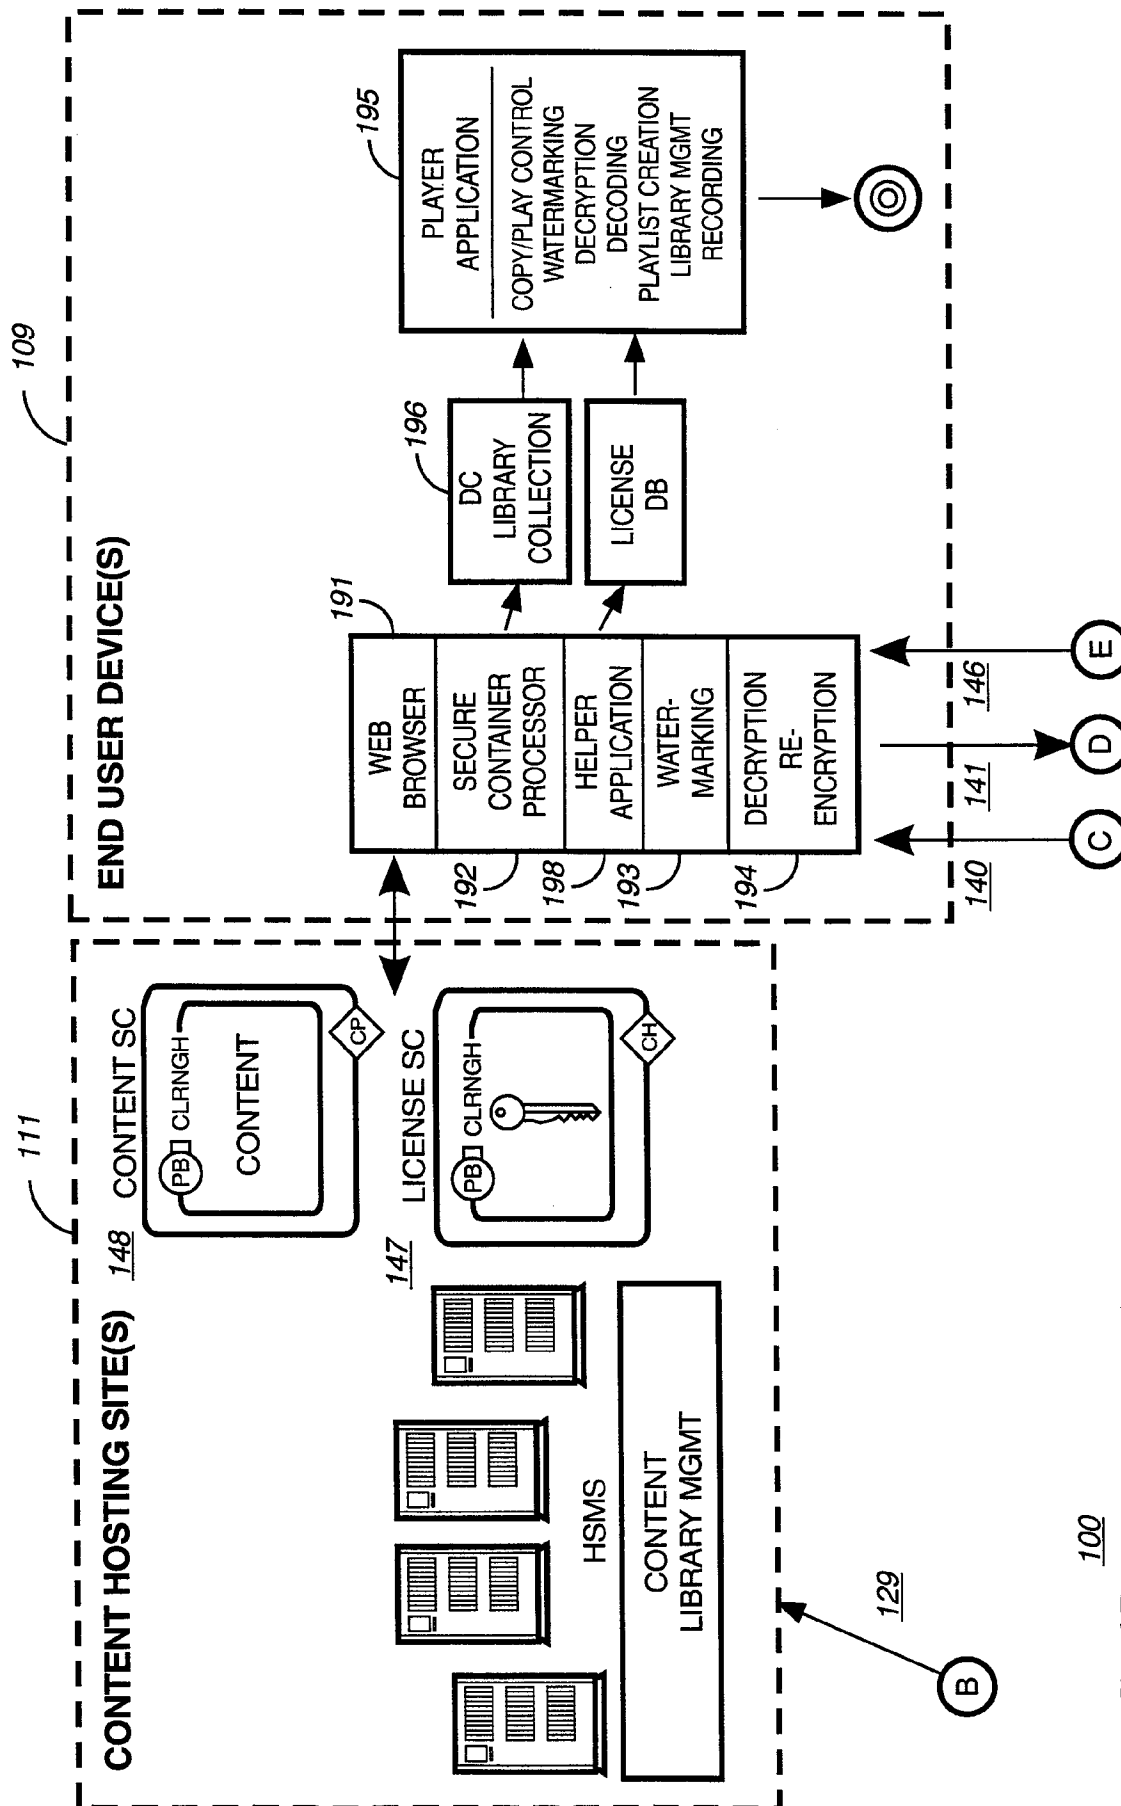 CONTENT HOSTING SITE(S)
111
148
CONTENT SC
PB
CLRNGH
CONTENT
CP
147
LICENSE SC
PB
CLRNGH
CH
HSMS
CONTENT
LIBRARY MGMT
129
B
100
END USER DEVICE(S)
109
191
WEB
BROWSER
SECURE
CONTAINER
PROCESSOR
192
HELPER
APPLICATION
198
WATER-
MARKING
193
DECRYPTION
RE-
ENCRYPTION
194
196
DC
LIBRARY
COLLECTION
LICENSE
DB
195
PLAYER
APPLICATION
COPY/PLAY CONTROL
WATERMARKING
DECRYPTION
DECODING
PLAYLIST CREATION
LIBRARY MGMT
RECORDING
140
C
141
D
146
E